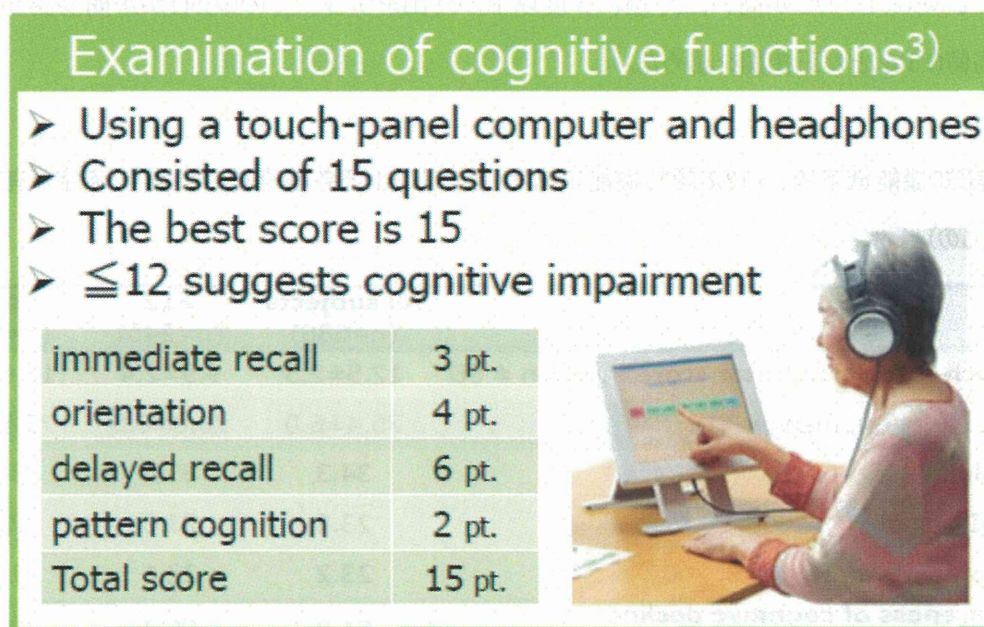 Examination of cognitive functions³⁾
➤ Using a touch-panel computer and headphones
➤ Consisted of 15 questions
➤ The best score is 15
➤ ≦12 suggests cognitive impairment
immediate recall 3 pt.
orientation 4 pt.
delayed recall 6 pt.
pattern cognition 2 pt.
Total score 15 pt.